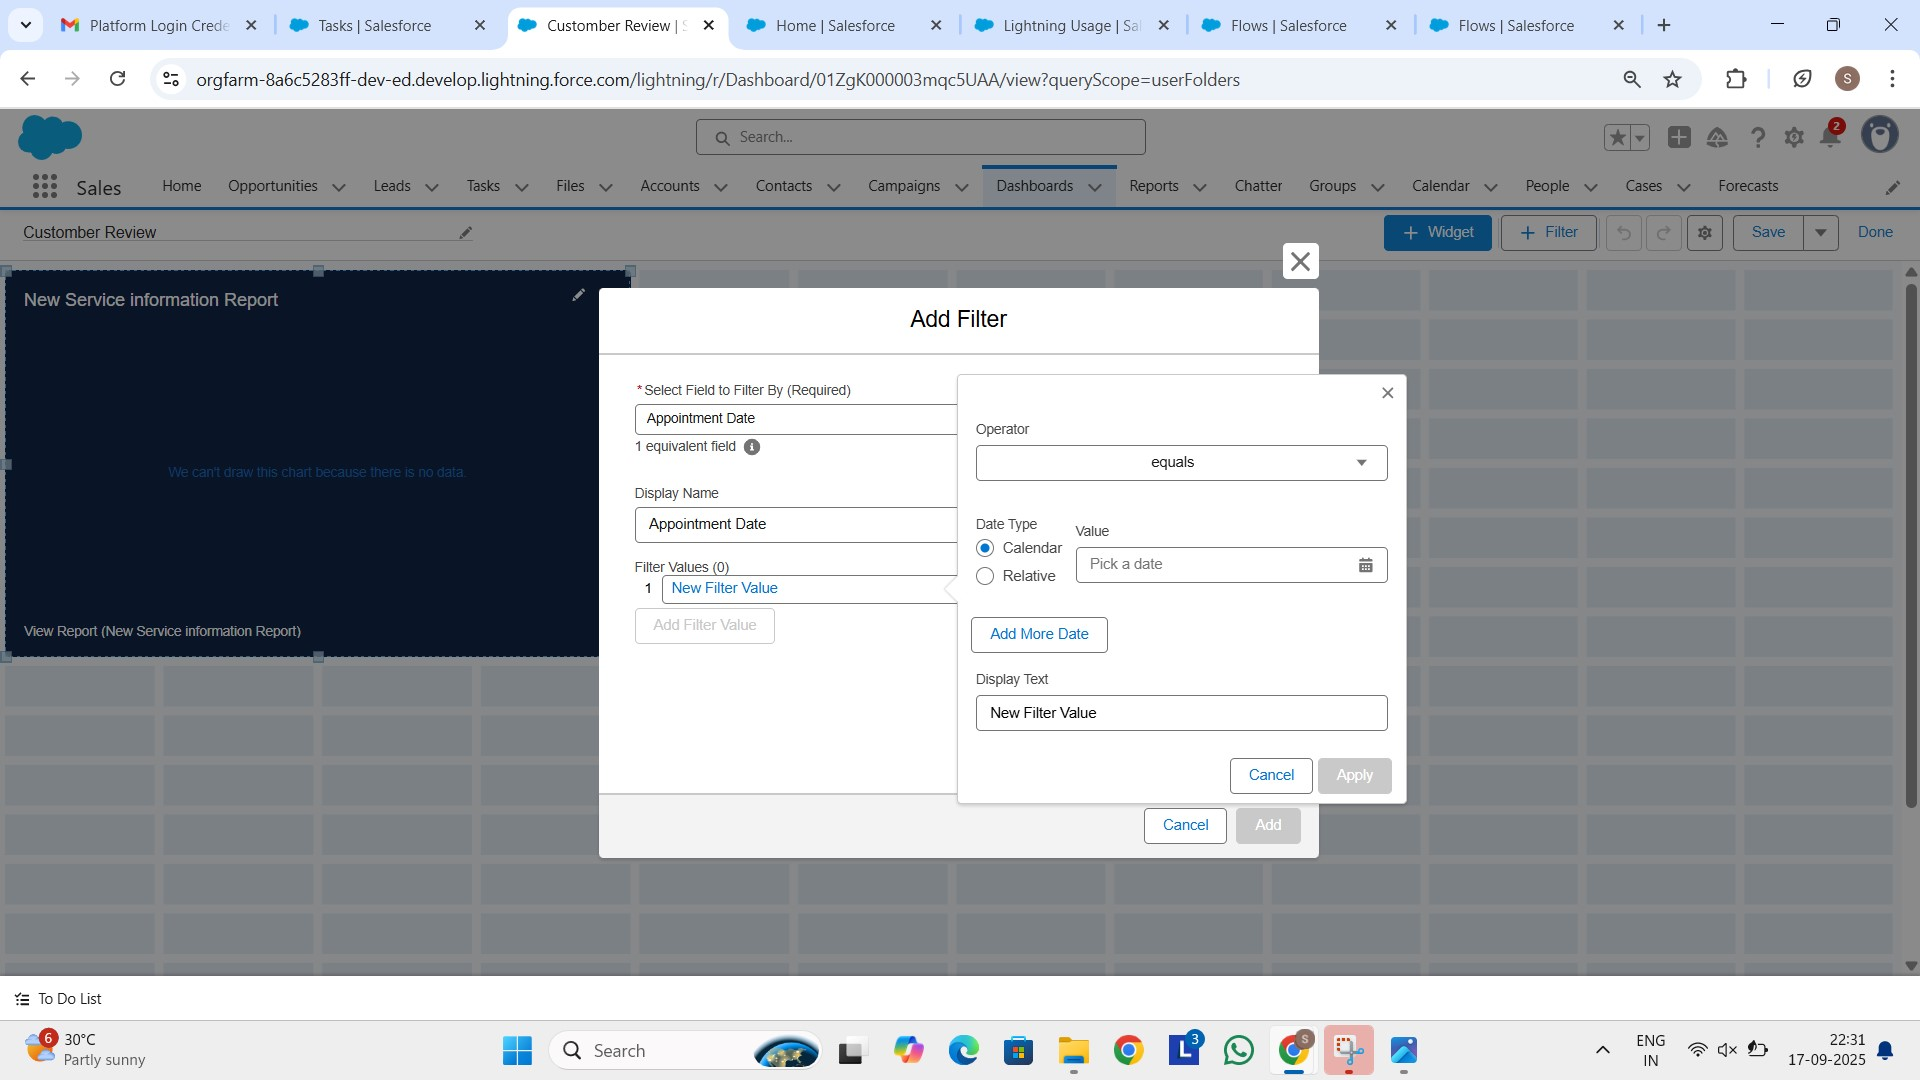 Platform Login Crede
Tasks | Salesforce
Customber Review | S
Home | Salesforce
Lightning Usage | Sal
Flows | Salesforce
Flows | Salesforce
orgfarm-8a6c5283ff-dev-ed.develop.lightning.force.com/lightning/r/Dashboard/01ZgK000003mqc5UAA/view?queryScope=userFolders
S
Search...
2
Sales
Home
Opportunities
Leads
Tasks
Files
Accounts
Contacts
Campaigns
Dashboards
Reports
Chatter
Groups
Calendar
People
Cases
Forecasts
Customber Review
+ Widget
+ Filter
Save
Done
New Service information Report
We can't draw this chart because there is no data.
View Report (New Service information Report)
Add Filter
*Select Field to Filter By (Required)
Appointment Date
1 equivalent field
Display Name
Appointment Date
Filter Values (0)
1 New Filter Value
Add Filter Value
Operator
equals
Date Type
Value
Calendar
Pick a date
Relative
Add More Date
Display Text
New Filter Value
Cancel
Apply
Cancel
Add
To Do List
6
30°C
Partly sunny
Search
L
3
S
ENG
IN
22:31
17-09-2025